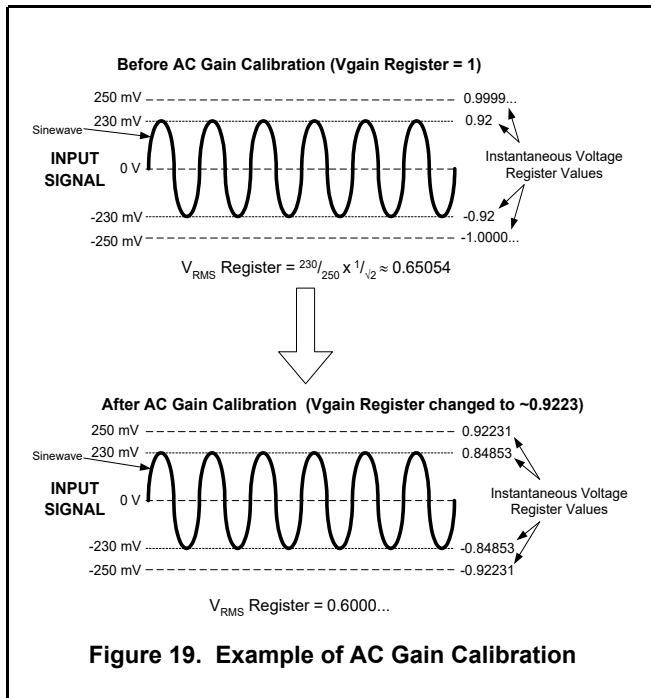 Before AC Gain Calibration (Vgain Register = 1)
250 mV
0.9999...
230 mV
0.92
Sinewave
INPUT
SIGNAL
0 V
Instantaneous Voltage
Register Values
-230 mV
-0.92
-250 mV
-1.0000...
V_RMS Register = 230/250 x 1/√2 ≈ 0.65054
After AC Gain Calibration (Vgain Register changed to ~0.9223)
250 mV
0.92231
230 mV
0.84853
Sinewave
INPUT
SIGNAL
0 V
Instantaneous Voltage
Register Values
-230 mV
-0.84853
-250 mV
-0.92231
V_RMS Register = 0.6000...
Figure 19. Example of AC Gain Calibration